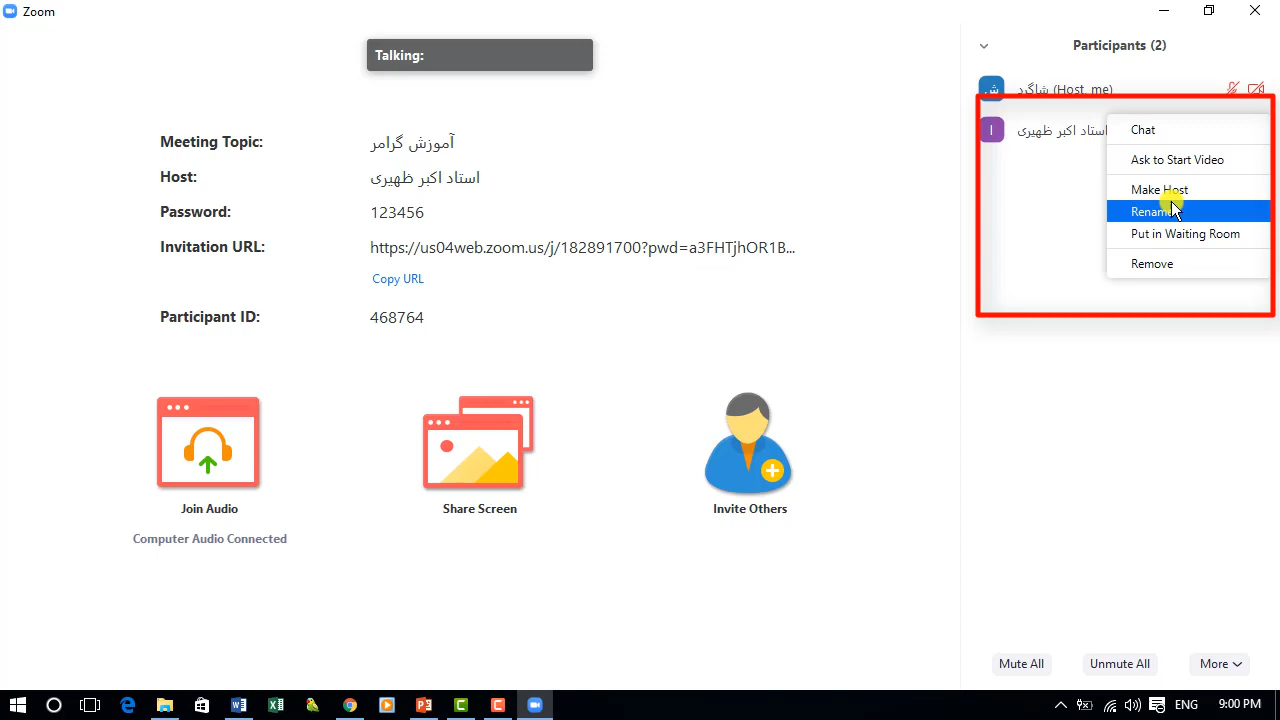 Zoom
Talking:
Meeting Topic: آموزش گرامر
Host: استاد اکبر ظهیری
Password: 123456
Invitation URL: https://us04web.zoom.us/j/182891700?pwd=a3FHTjhOR1B...
Copy URL
Participant ID: 468764
Join Audio
Computer Audio Connected
Share Screen
Invite Others
Participants (2)
شاگرد (Host, me)
استاد اکبر ظهیری
Chat
Ask to Start Video
Make Host
Rename
Put in Waiting Room
Remove
Mute All
Unmute All
More
ENG
9:00 PM